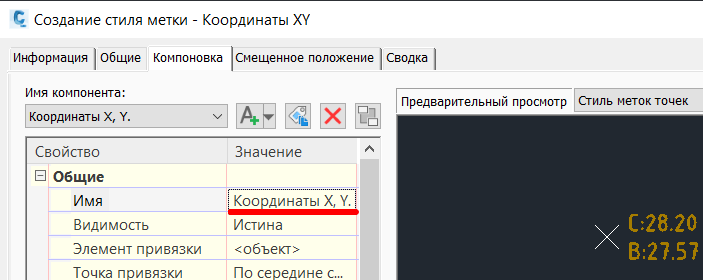 Создание стиля метки - Координаты XY
Информация Общие Компоновка Смещенное положение Сводка
Имя компонента:
Координаты X, Y.
Предварительный просмотр Стиль меток точек
Свойство Значение
Общие
Имя Координаты X, Y.
Видимость Истина
Элемент привязки <объект>
Точка привязки По середине с...
С:28.20
В:27.57